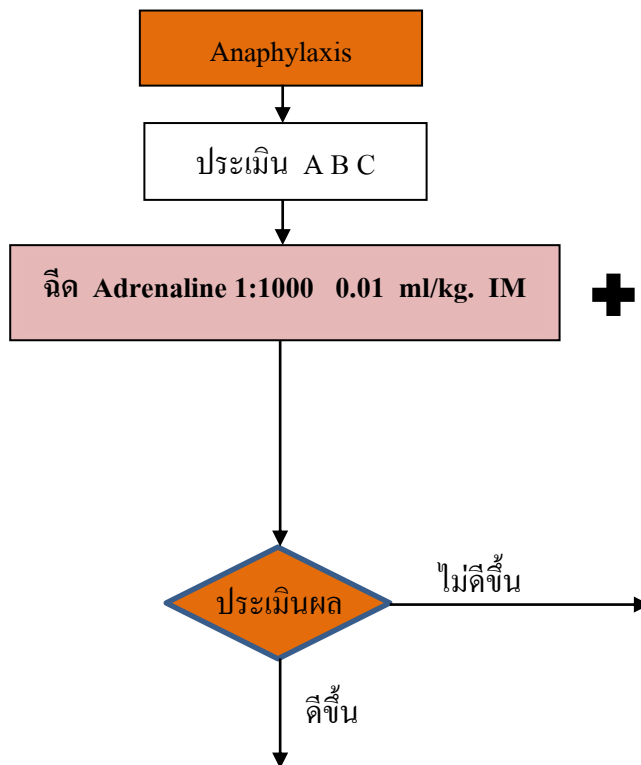 Anaphylaxis
ประเมิน A B C
ฉีด Adrenaline 1:1000 0.01 ml/kg. IM
ไม่ดีขึ้น
ประเมินผล
ดีขึ้น